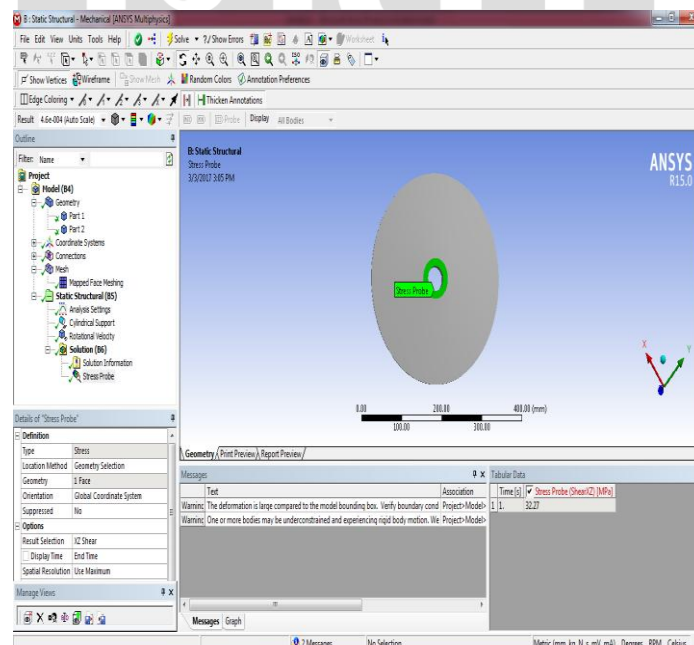 B : Static Structural - Mechanical [ANSYS Multiphysics]
File Edit View Units Tools Help Solve ▾ ?/ Show Errors Worksheet
Show Vertices Wireframe Show Mesh Random Colors Annotation Preferences
Edge Coloring ▾ Thicken Annotations
Result 4.6e-004 (Auto Scale) Probe Display All Bodies
Outline
Filter: Name
Project
Model (B4)
Geometry
Part 1
Part 2
Coordinate Systems
Connections
Mesh
Mapped Face Meshing
Static Structural (B5)
Analysis Settings
Cylindrical Support
Rotational Velocity
Solution (B6)
Solution Information
Stress Probe
B: Static Structural
Stress Probe
3/3/2017 3:05 PM
ANSYS
R15.0
Stress Probe
X
Y
0.00 200.00 400.00 (mm)
100.00 300.00
Geometry Print Preview Report Preview
Details of "Stress Probe"
Definition
Type Stress
Location Method Geometry Selection
Geometry 1 Face
Orientation Global Coordinate System
Suppressed No
Options
Result Selection XZ Shear
Display Time End Time
Spatial Resolution Use Maximum
Manage Views
Messages
Text Association
Warning The deformation is large compared to the model bounding box. Verify boundary cond Project>Model>
Warning One or more bodies may be underconstrained and experiencing rigid body motion. We Project>Model>
Messages Graph
Tabular Data
Time [s] Stress Probe (ShearXZ) [MPa]
1 1. 32.27
2 Messages No Selection Metric (mm, kg, N, s, mV, mA) Degrees RPM Celsius